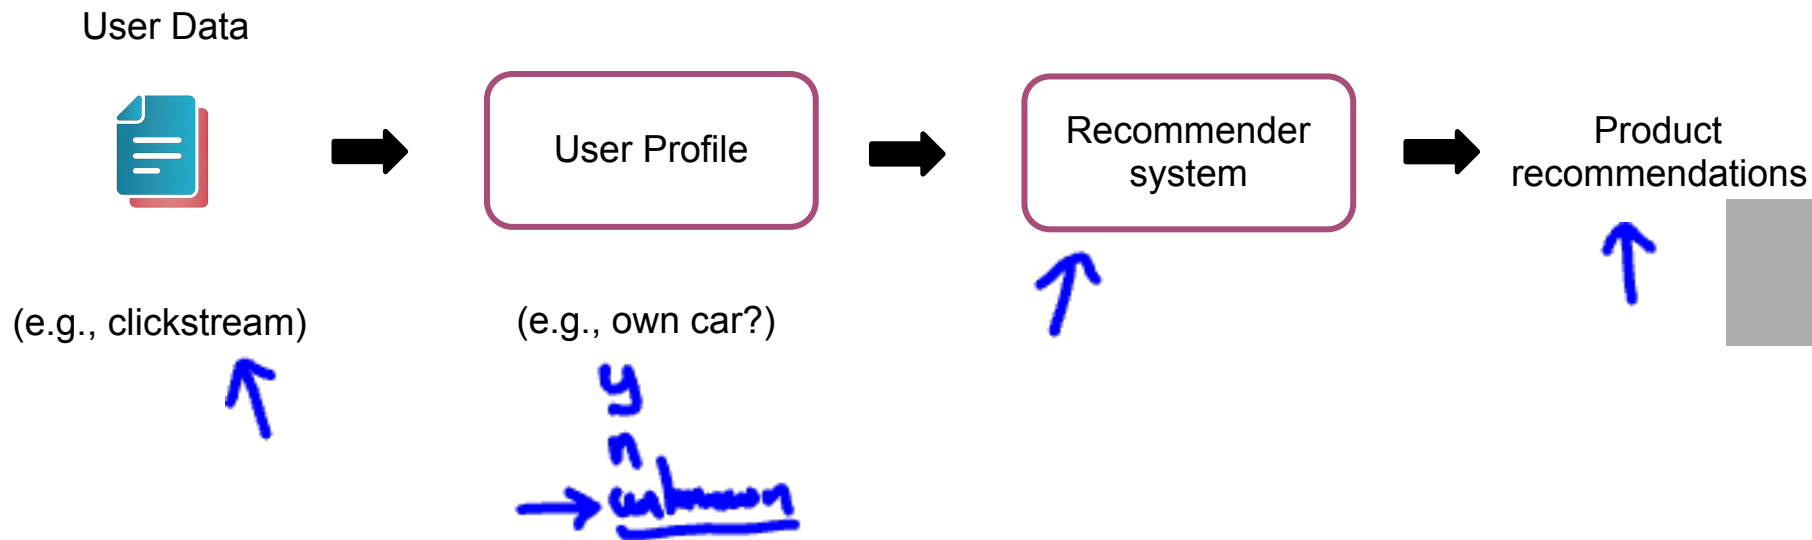 User Data
User Profile
Recommender
system
Product
recommendations
(e.g., clickstream)
(e.g., own car?)
y
n
unknown